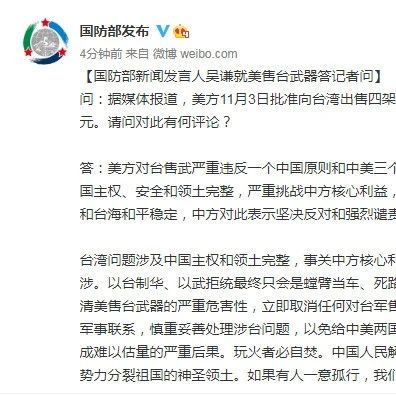 国防部发布
4分钟前 来自 微博 weibo.com
【国防部新闻发言人吴谦就美售台武器答记者问】
问：据媒体报道，美方11月3日批准向台湾出售四架
元。请问对此有何评论？
答：美方对台售武严重违反一个中国原则和中美三个
国主权、安全和领土完整，严重挑战中方核心利益，
和台海和平稳定，中方对此表示坚决反对和强烈谴责
台湾问题涉及中国主权和领土完整，事关中方核心利
涉。以台制华、以武拒统最终只会是螳臂当车、死路
清美售台武器的严重危害性，立即取消任何对台军售
军事联系，慎重妥善处理涉台问题，以免给中美两国
成难以估量的严重后果。玩火者必自焚。中国人民解
势力分裂祖国的神圣领土。如果有人一意孤行，我们